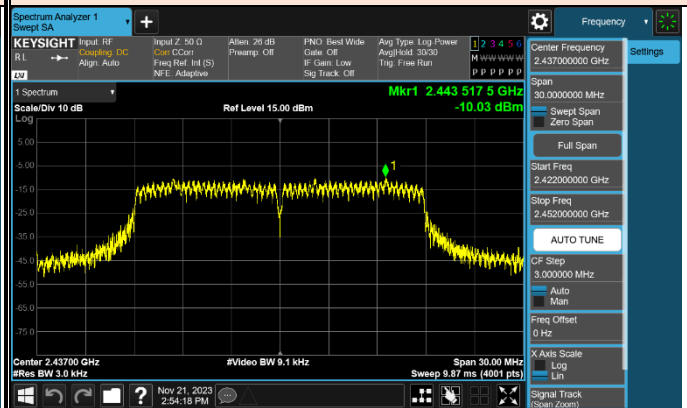 Spectrum Analyzer 1
Swept SA
+
Frequency
KEYSIGHT
R L
Input: RF
Coupling: DC
Align: Auto
Input Z: 50 Ω
Corr CCorr
Freq Ref: Int (S)
NFE: Adaptive
Atten: 26 dB
Preamp: Off
PNO: Best Wide
Gate: Off
IF Gain: Low
Sig Track: Off
Avg Type: Log-Power
Avg|Hold: 30/30
Trig: Free Run
1 2 3 4 5 6
M W W W W W
P P P P P P
1 Spectrum
Scale/Div 10 dB
Log
Ref Level 15.00 dBm
Mkr1 2.443 517 5 GHz
-10.03 dBm
5.00
-5.00
-15.0
-25.0
-35.0
-45.0
-55.0
-65.0
-75.0
1
Center 2.43700 GHz
#Res BW 3.0 kHz
#Video BW 9.1 kHz
Span 30.00 MHz
Sweep 9.87 ms (4001 pts)
Nov 21, 2023
2:54:18 PM
?
Center Frequency
2.437000000 GHz
Span
30.0000000 MHz
Swept Span
Zero Span
Full Span
Start Freq
2.422000000 GHz
Stop Freq
2.452000000 GHz
AUTO TUNE
CF Step
3.000000 MHz
Auto
Man
Freq Offset
0 Hz
X Axis Scale
Log
Lin
Signal Track
(Span Zoom)
Settings